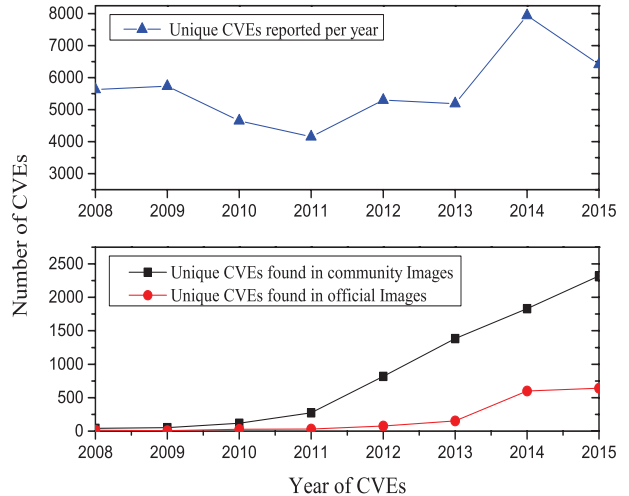 Unique CVEs reported per year
8000
7000
6000
5000
4000
3000
2008 2009 2010 2011 2012 2013 2014 2015
Number of CVEs
Unique CVEs found in community Images
Unique CVEs found in official Images
2500
2000
1500
1000
500
0
2008 2009 2010 2011 2012 2013 2014 2015
Year of CVEs